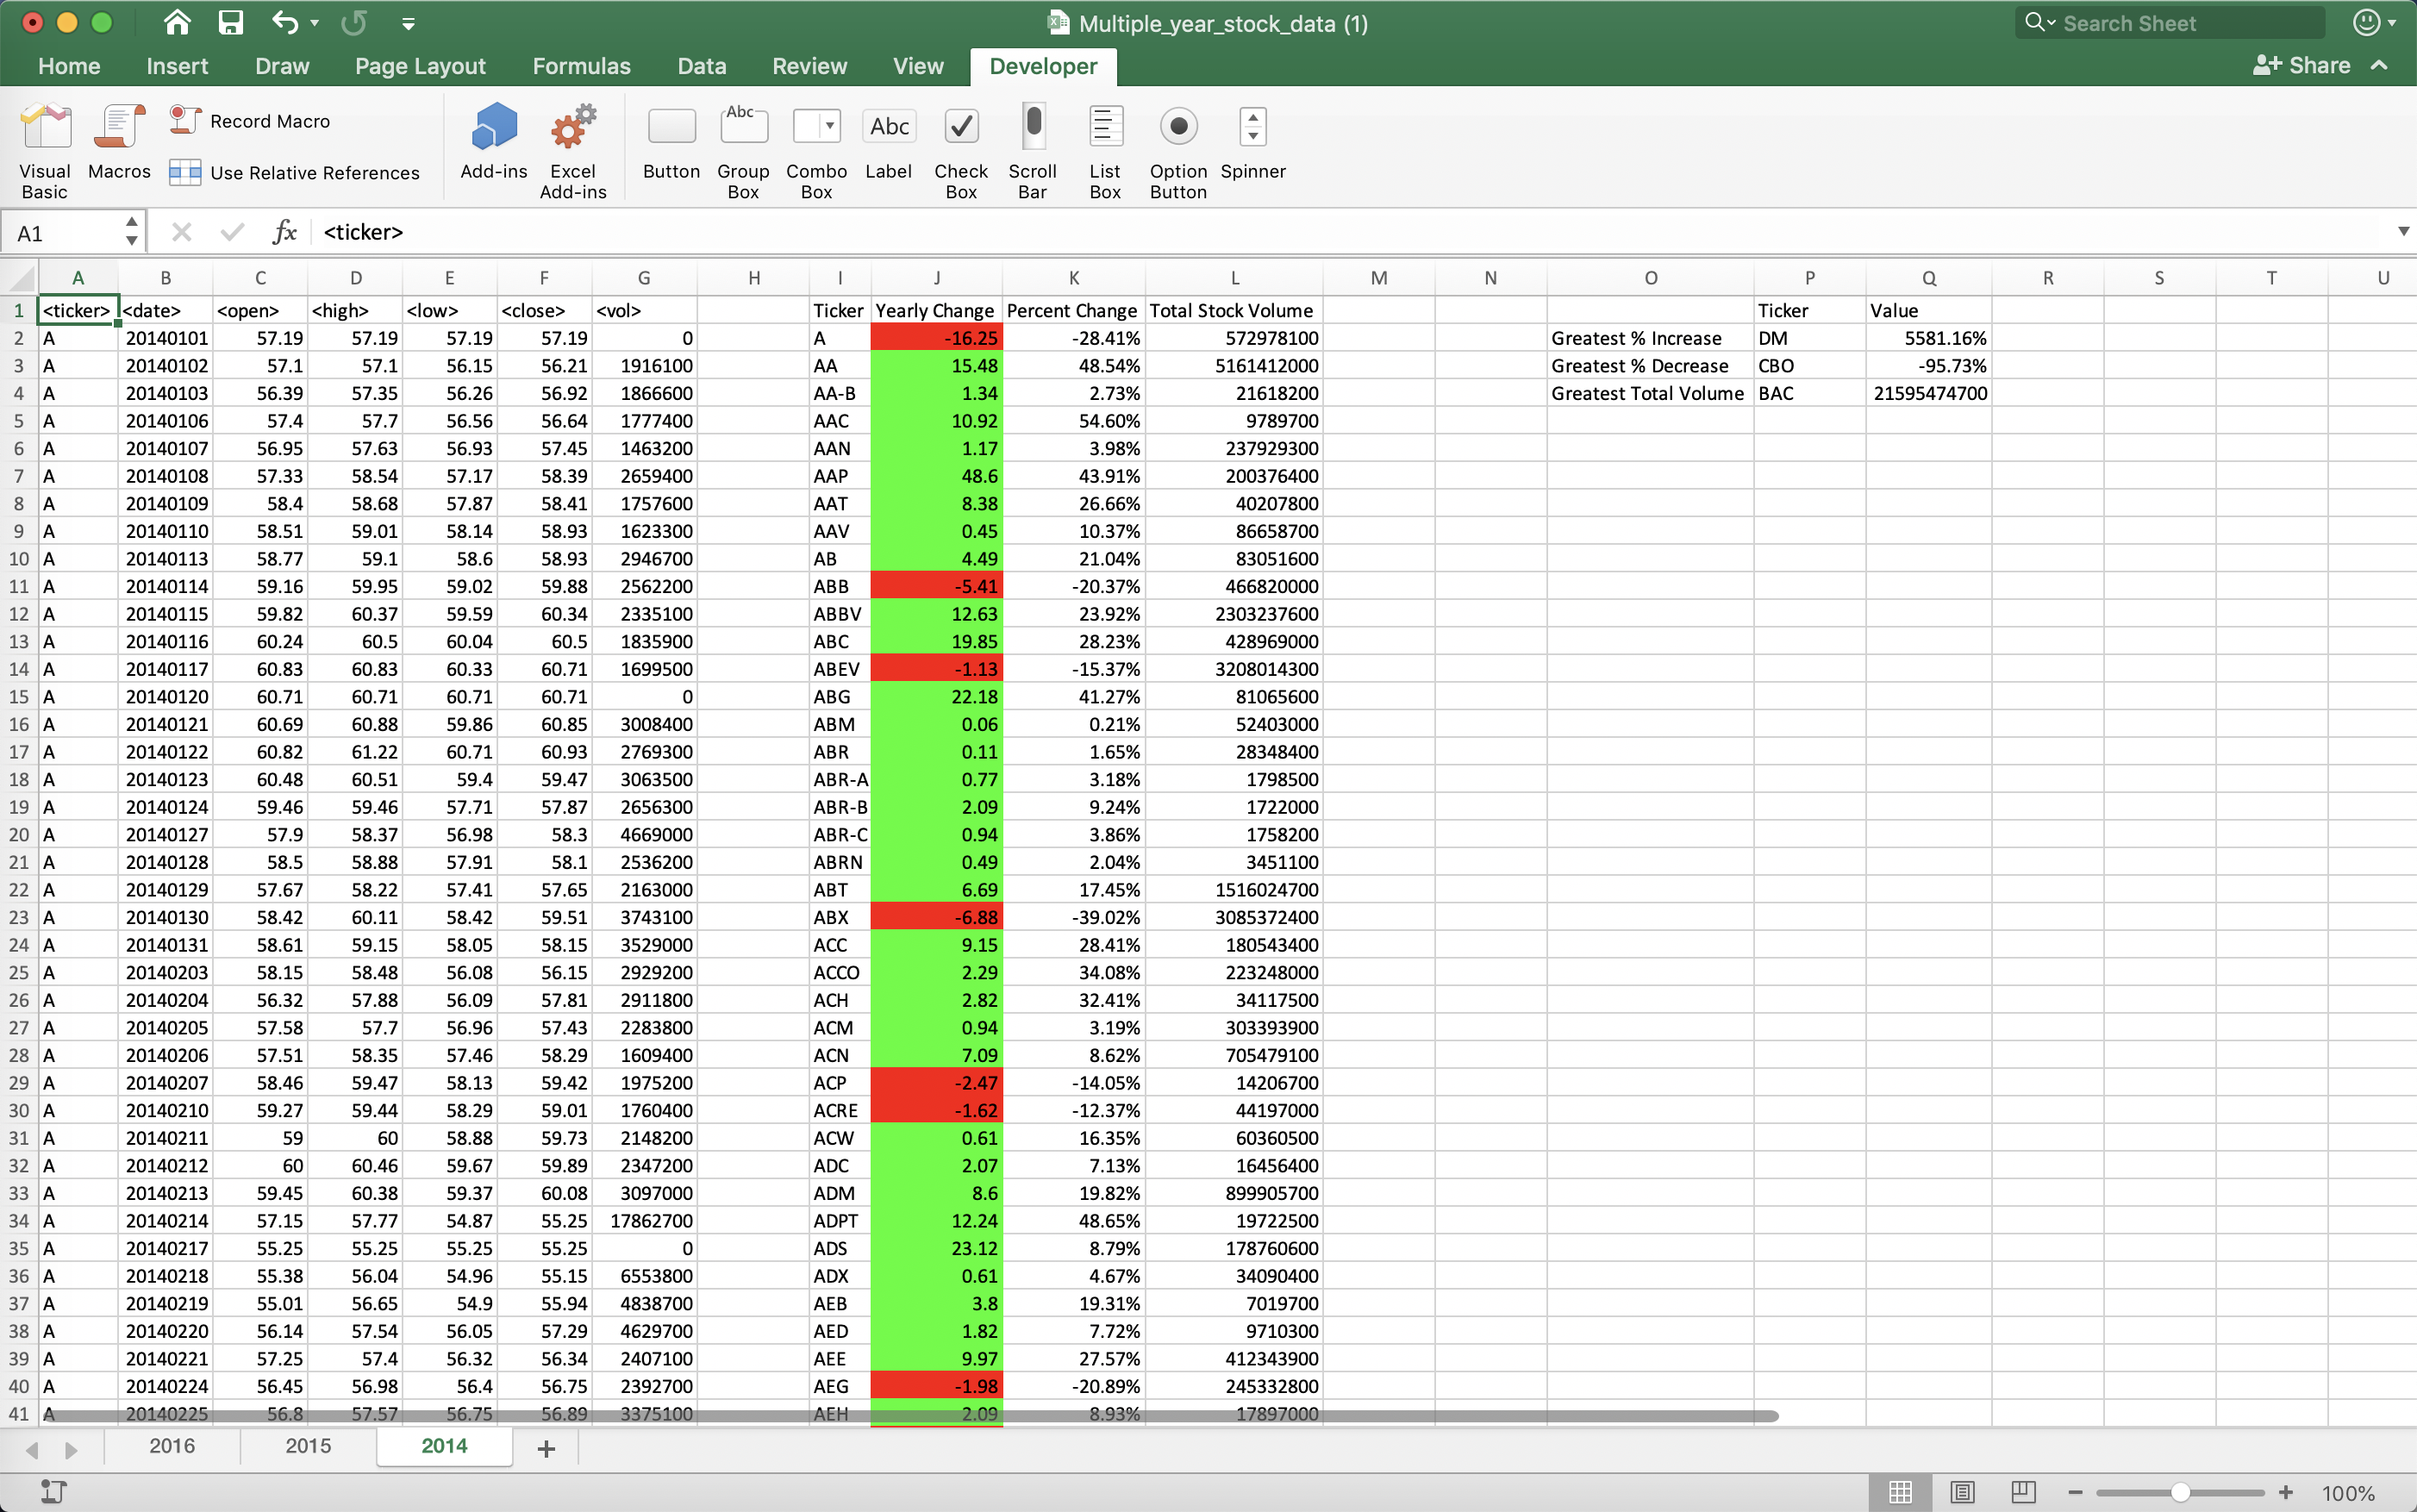 Multiple_year_stock_data (1)
Search Sheet
Home Insert Draw Page Layout Formulas Data Review View Developer Share
Visual Basic Macros Record Macro Use Relative References Add-ins Excel Add-ins Button Abc Group Box Combo Box Abc Label Check Box Scroll Bar List Box Option Button Spinner
A1 fx <ticker>
A B C D E F G H I J K L M N O P Q R S T U
1 <ticker> <date> <open> <high> <low> <close> <vol> Ticker Yearly Change Percent Change Total Stock Volume Ticker Value
2 A 20140101 57.19 57.19 57.19 57.19 0 A -16.25 -28.41% 572978100 Greatest % Increase DM 5581.16%
3 A 20140102 57.1 57.1 56.15 56.21 1916100 AA 15.48 48.54% 5161412000 Greatest % Decrease CBO -95.73%
4 A 20140103 56.39 57.35 56.26 56.92 1866600 AA-B 1.34 2.73% 21618200 Greatest Total Volume BAC 21595474700
5 A 20140106 57.4 57.7 56.56 56.64 1777400 AAC 10.92 54.60% 9789700
6 A 20140107 56.95 57.63 56.93 57.45 1463200 AAN 1.17 3.98% 237929300
7 A 20140108 57.33 58.54 57.17 58.39 2659400 AAP 48.6 43.91% 200376400
8 A 20140109 58.4 58.68 57.87 58.41 1757600 AAT 8.38 26.66% 40207800
9 A 20140110 58.51 59.01 58.14 58.93 1623300 AAV 0.45 10.37% 86658700
10 A 20140113 58.77 59.1 58.6 58.93 2946700 AB 4.49 21.04% 83051600
11 A 20140114 59.16 59.95 59.02 59.88 2562200 ABB -5.41 -20.37% 466820000
12 A 20140115 59.82 60.37 59.59 60.34 2335100 ABBV 12.63 23.92% 2303237600
13 A 20140116 60.24 60.5 60.04 60.5 1835900 ABC 19.85 28.23% 428969000
14 A 20140117 60.83 60.83 60.33 60.71 1699500 ABEV -1.13 -15.37% 3208014300
15 A 20140120 60.71 60.71 60.71 60.71 0 ABG 22.18 41.27% 81065600
16 A 20140121 60.69 60.88 59.86 60.85 3008400 ABM 0.06 0.21% 52403000
17 A 20140122 60.82 61.22 60.71 60.93 2769300 ABR 0.11 1.65% 28348400
18 A 20140123 60.48 60.51 59.4 59.47 3063500 ABR-A 0.77 3.18% 1798500
19 A 20140124 59.46 59.46 57.71 57.87 2656300 ABR-B 2.09 9.24% 1722000
20 A 20140127 57.9 58.37 56.98 58.3 4669000 ABR-C 0.94 3.86% 1758200
21 A 20140128 58.5 58.88 57.91 58.1 2536200 ABRN 0.49 2.04% 3451100
22 A 20140129 57.67 58.22 57.41 57.65 2163000 ABT 6.69 17.45% 1516024700
23 A 20140130 58.42 60.11 58.42 59.51 3743100 ABX -6.88 -39.02% 3085372400
24 A 20140131 58.61 59.15 58.05 58.15 3529000 ACC 9.15 28.41% 180543400
25 A 20140203 58.15 58.48 56.08 56.15 2929200 ACCO 2.29 34.08% 223248000
26 A 20140204 56.32 57.88 56.09 57.81 2911800 ACH 2.82 32.41% 34117500
27 A 20140205 57.58 57.7 56.96 57.43 2283800 ACM 0.94 3.19% 303393900
28 A 20140206 57.51 58.35 57.46 58.29 1609400 ACN 7.09 8.62% 705479100
29 A 20140207 58.46 59.47 58.13 59.42 1975200 ACP -2.47 -14.05% 14206700
30 A 20140210 59.27 59.44 58.29 59.01 1760400 ACRE -1.62 -12.37% 44197000
31 A 20140211 59 60 58.88 59.73 2148200 ACW 0.61 16.35% 60360500
32 A 20140212 60 60.46 59.67 59.89 2347200 ADC 2.07 7.13% 16456400
33 A 20140213 59.45 60.38 59.37 60.08 3097000 ADM 8.6 19.82% 899905700
34 A 20140214 57.15 57.77 54.87 55.25 17862700 ADPT 12.24 48.65% 19722500
35 A 20140217 55.25 55.25 55.25 55.25 0 ADS 23.12 8.79% 178760600
36 A 20140218 55.38 56.04 54.96 55.15 6553800 ADX 0.61 4.67% 34090400
37 A 20140219 55.01 56.65 54.9 55.94 4838700 AEB 3.8 19.31% 7019700
38 A 20140220 56.14 57.54 56.05 57.29 4629700 AED 1.82 7.72% 9710300
39 A 20140221 57.25 57.4 56.32 56.34 2407100 AEE 9.97 27.57% 412343900
40 A 20140224 56.45 56.98 56.4 56.75 2392700 AEG -1.98 -20.89% 245332800
41 A 20140225 56.8 57.57 56.75 56.89 3375100 AEH 2.09 8.93% 17897000
2016 2015 2014 +
100%